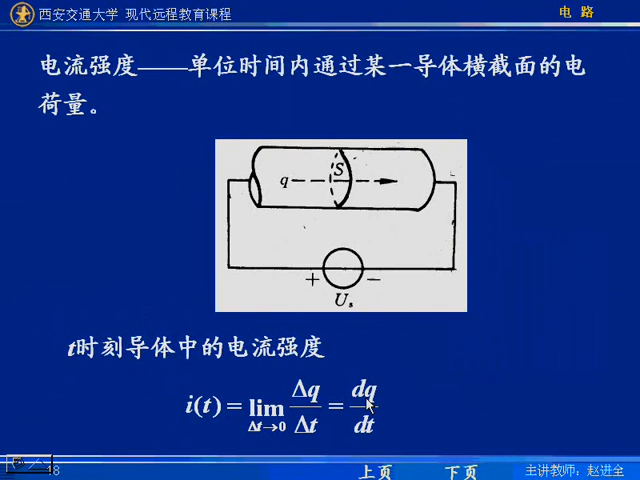 西安交通大学 现代远程教育课程
电 路
电流强度——单位时间内通过某一导体横截面的电
荷量。
S
q
+ −
Us
t时刻导体中的电流强度
i(t) = lim Δt→0 Δq/Δt = dq/dt
18
上页 下页
主讲教师：赵进全